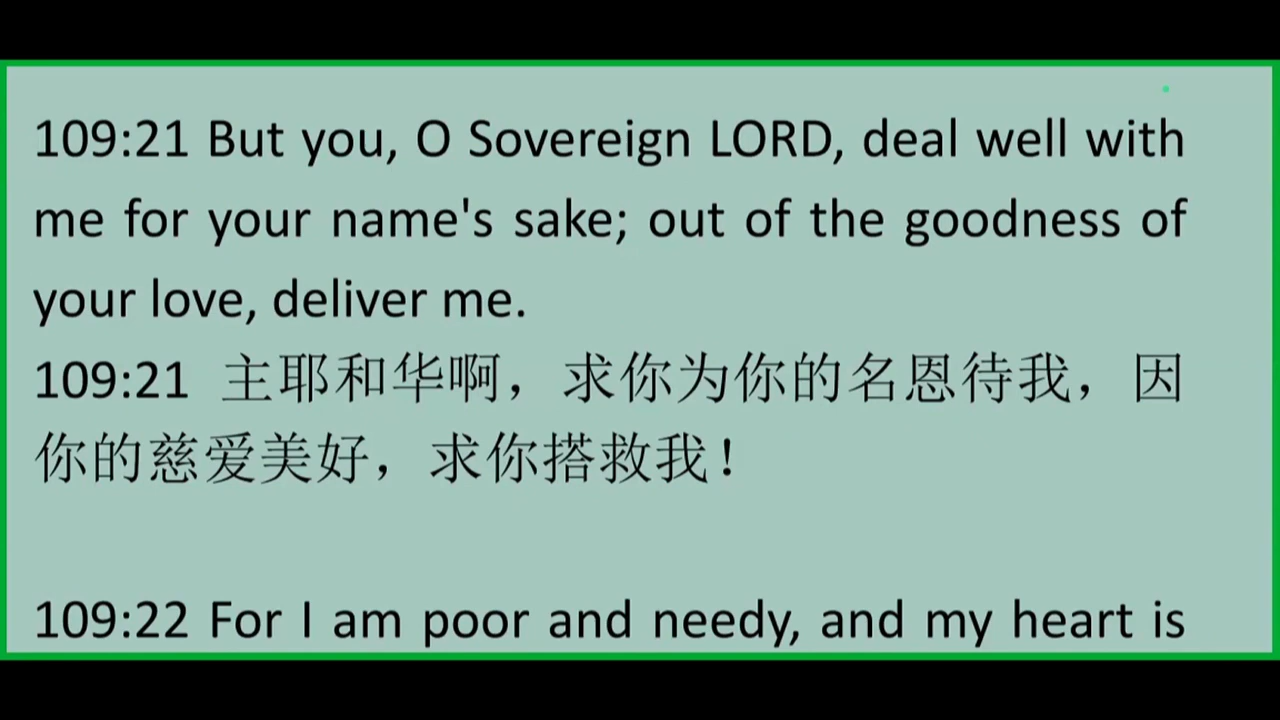 109:21 But you, O Sovereign LORD, deal well with
me for your name's sake; out of the goodness of
your love, deliver me.
109:21 主耶和华啊，求你为你的名恩待我，因
你的慈爱美好，求你搭救我！
109:22 For I am poor and needy, and my heart is